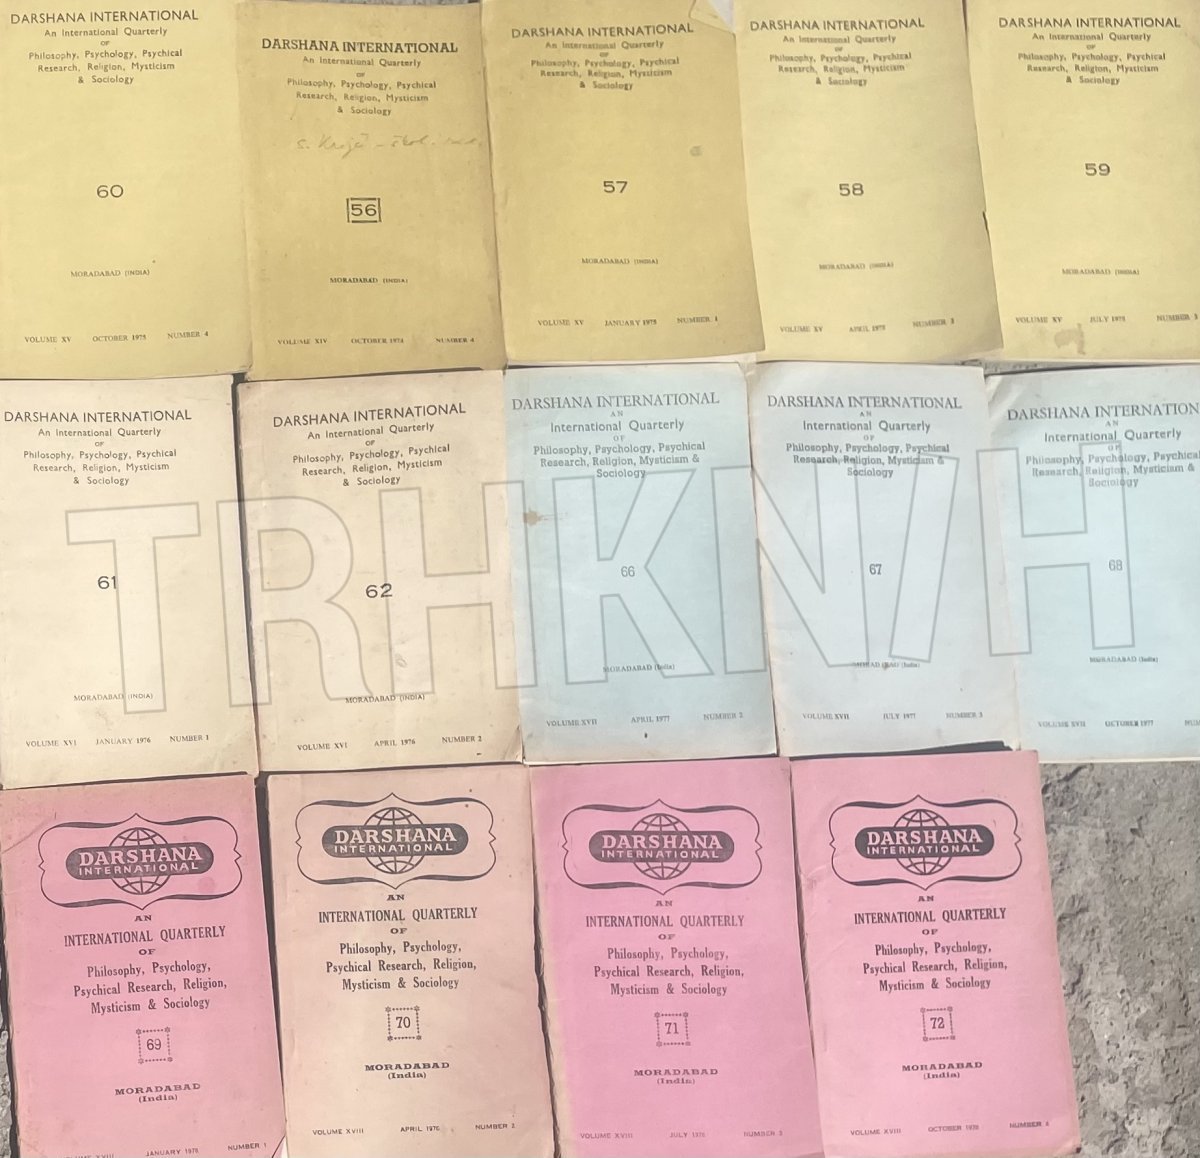 DARSHANA INTERNATIONAL
An International Quarterly
OF
Philosophy, Psychology, Psychical
Research, Religion, Mysticism
& Sociology
60
MORADABAD (INDIA)
VOLUME XV OCTOBER 1975 NUMBER 4
DARSHANA INTERNATIONAL
An International Quarterly
OF
Philosophy, Psychology, Psychical
Research, Religion, Mysticism
& Sociology
56
MORADABAD (INDIA)
VOLUME XIV OCTOBER 1974 NUMBER 4
DARSHANA INTERNATIONAL
An International Quarterly
OF
Philosophy, Psychology, Psychical
Research, Religion, Mysticism
& Sociology
57
MORADABAD (INDIA)
VOLUME XV JANUARY 1975 NUMBER 1
DARSHANA INTERNATIONAL
An International Quarterly
OF
Philosophy, Psychology, Psychical
Research, Religion, Mysticism
& Sociology
58
MORADABAD (INDIA)
VOLUME XV APRIL 1975 NUMBER
DARSHANA INTERNATIONAL
An International Quarterly
OF
Philosophy, Psychology, Psychical
Research, Religion, Mysticism
& Sociology
59
MORADABAD (INDIA)
VOLUME XV JULY 1975 NUMBER 3
DARSHANA INTERNATIONAL
An International Quarterly
OF
Philosophy, Psychology, Psychical
Research, Religion, Mysticism
& Sociology
61
MORADABAD (INDIA)
VOLUME XVI JANUARY 1976 NUMBER 1
DARSHANA INTERNATIONAL
An International Quarterly
OF
Philosophy, Psychology, Psychical
Research, Religion, Mysticism
& Sociology
62
MORADABAD (INDIA)
VOLUME XVI APRIL 1976 NUMBER 2
DARSHANA INTERNATIONAL
AN
International Quarterly
OF
Philosophy, Psychology, Psychical
Research, Religion, Mysticism &
Sociology
66
MORADABAD (India)
VOLUME XVII APRIL 1977 NUMBER 2
DARSHANA INTERNATIONAL
AN
International Quarterly
OF
Philosophy, Psychology, Psychical
Research, Religion, Mysticism &
Sociology
67
(India)
VOLUME XVII JULY 1977 NUMBER 3
DARSHANA INTERNATION
AN
International Quarterly
OF
Philosophy, Psychology, Psychical
Research, Religion, Mysticism &
Sociology
68
MORADABAD (India)
VOLUME XVII OCTOBER 1977
TRHKN/H
DARSHANA
INTERNATIONAL
AN
INTERNATIONAL QUARTERLY
OF
Philosophy, Psychology,
Psychical Research, Religion,
Mysticism & Sociology
69
MORADABAD
(India)
JANUARY 1978 NUMBER 1
DARSHANA
INTERNATIONAL
AN
INTERNATIONAL QUARTERLY
OF
Philosophy, Psychology,
Psychical Research, Religion,
Mysticism & Sociology
70
MORADABAD
(India)
VOLUME XVIII APRIL 1978 NUMBER 2
DARSHANA
INTERNATIONAL
AN
INTERNATIONAL QUARTERLY
OF
Philosophy, Psychology,
Psychical Research, Religion,
Mysticism & Sociology
71
MORADABAD
(India)
VOLUME XVIII JULY 1978 NUMBER 3
DARSHANA
INTERNATIONAL
AN
INTERNATIONAL QUARTERLY
OF
Philosophy, Psychology,
Psychical Research, Religion,
Mysticism & Sociology
72
MORADABAD
(India)
VOLUME XVIII OCTOBER 1978 NUMBER 4